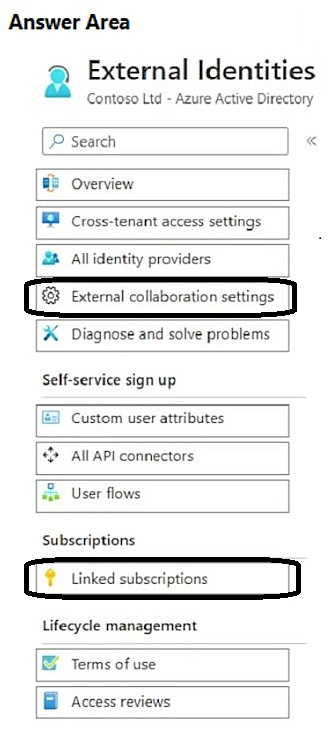 Answer Area
External Identities
Contoso Ltd - Azure Active Directory
Search
Overview
Cross-tenant access settings
All identity providers
External collaboration settings
Diagnose and solve problems
Self-service sign up
Custom user attributes
All API connectors
User flows
Subscriptions
Linked subscriptions
Lifecycle management
Terms of use
Access reviews